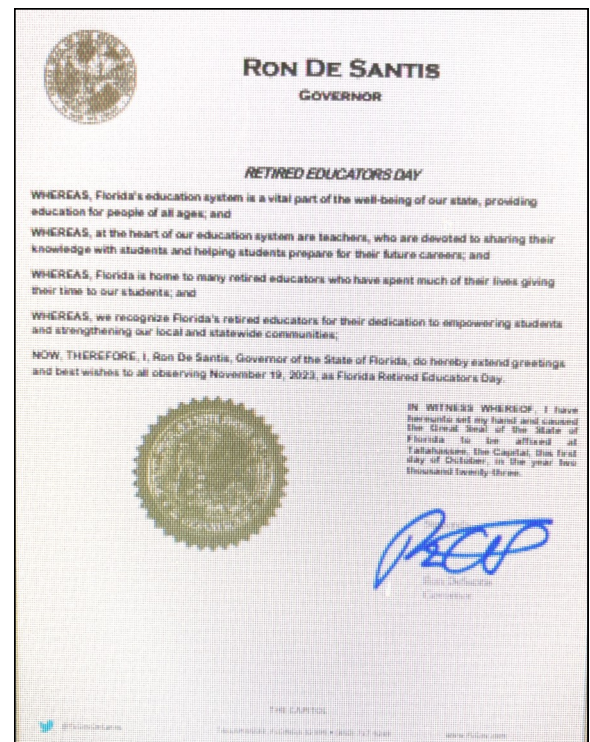 RON DE SANTIS
GOVERNOR
RETIRED EDUCATORS DAY
WHEREAS, Florida's education system is a vital part of the well-being of our state, providing
education for people of all ages; and
WHEREAS, at the heart of our education system are teachers, who are devoted to sharing their
knowledge with students and helping students prepare for their future careers; and
WHEREAS, Florida is home to many retired educators who have spent much of their lives giving
their time to our students; and
WHEREAS, we recognize Florida's retired educators for their dedication to empowering students
and strengthening our local and statewide communities;
NOW, THEREFORE, I, Ron De Santis, Governor of the State of Florida, do hereby extend greetings
and best wishes to all observing November 19, 2023, as Florida Retired Educators Day.
IN WITNESS WHEREOF, I have
hereunto set my hand and caused
the Great Seal of the State of
Florida to be affixed at
Tallahassee, the Capital, this first
day of October, in the year two
thousand twenty-three.
Ron DeSantis
Governor
THE CAPITOL